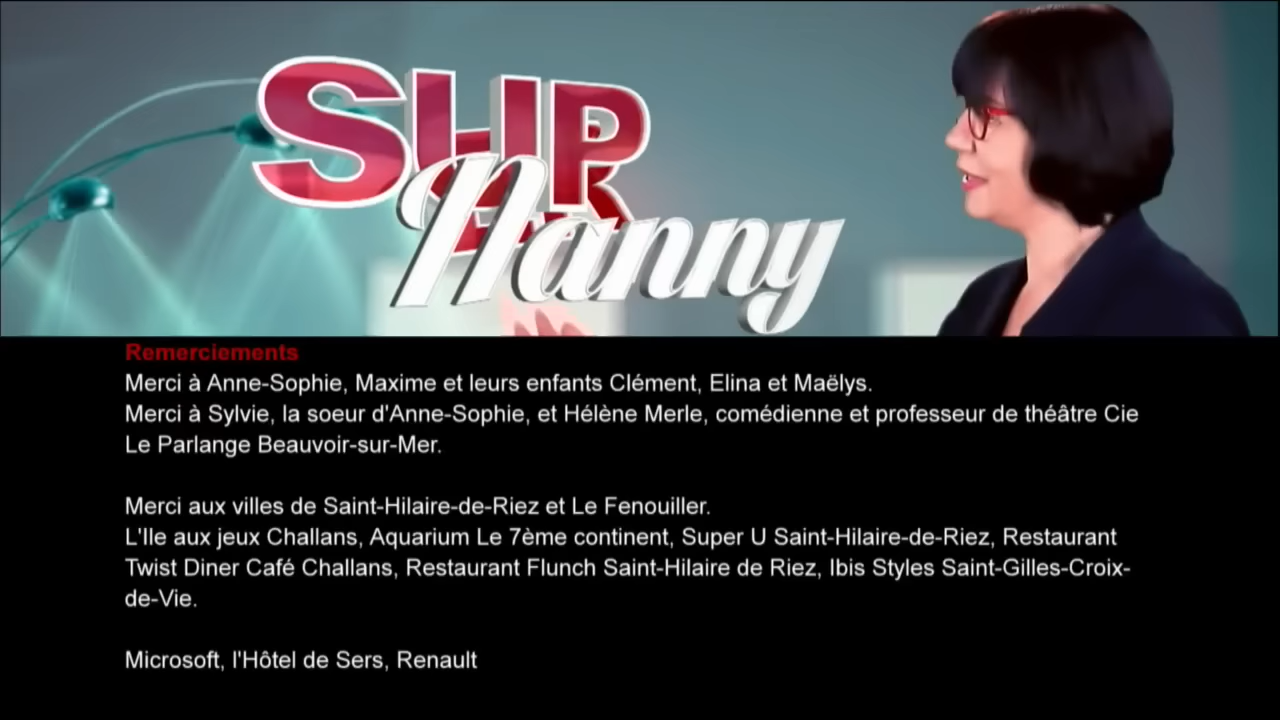 SUPER
Nanny
Remerciements
Merci à Anne-Sophie, Maxime et leurs enfants Clément, Elina et Maëlys.
Merci à Sylvie, la soeur d'Anne-Sophie, et Hélène Merle, comédienne et professeur de théâtre Cie
Le Parlange Beauvoir-sur-Mer.
Merci aux villes de Saint-Hilaire-de-Riez et Le Fenouiller.
L'Ile aux jeux Challans, Aquarium Le 7ème continent, Super U Saint-Hilaire-de-Riez, Restaurant
Twist Diner Café Challans, Restaurant Flunch Saint-Hilaire de Riez, Ibis Styles Saint-Gilles-Croix-
de-Vie.
Microsoft, l'Hôtel de Sers, Renault